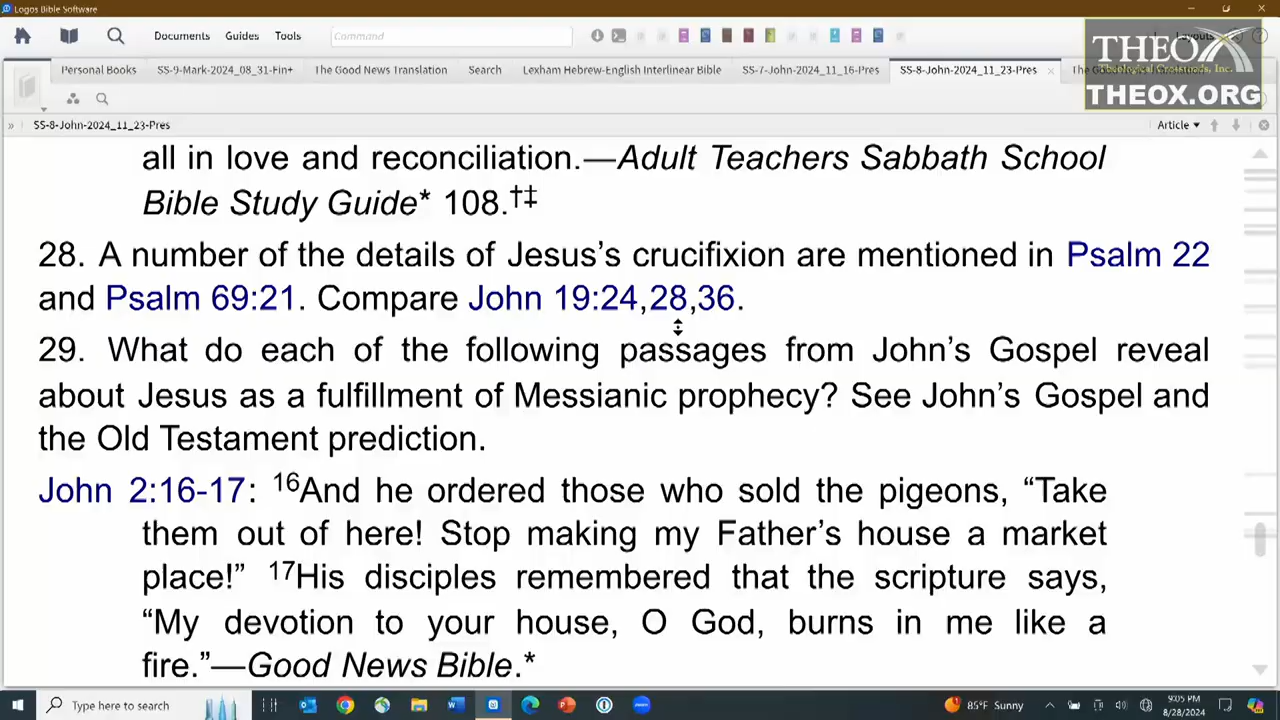 Logos Bible Software
Documents Guides Tools Command Layouts
THEOX
Theological Crossroads, Inc.
THEOX.ORG
Personal Books SS-9-Mark-2024_08_31-Fin+ The Good News Translation Search Lexham Hebrew-English Interlinear Bible SS-7-John-2024_11_16-Pres SS-8-John-2024_11_23-Pres
» SS-8-John-2024_11_23-Pres Article
all in love and reconciliation.—Adult Teachers Sabbath School
Bible Study Guide* 108.†‡
28. A number of the details of Jesus’s crucifixion are mentioned in Psalm 22
and Psalm 69:21. Compare John 19:24,28,36.
29. What do each of the following passages from John’s Gospel reveal
about Jesus as a fulfillment of Messianic prophecy? See John’s Gospel and
the Old Testament prediction.
John 2:16-17: 16And he ordered those who sold the pigeons, “Take
them out of here! Stop making my Father’s house a market
place!” 17His disciples remembered that the scripture says,
“My devotion to your house, O God, burns in me like a
fire.”—Good News Bible.*
Type here to search 85°F Sunny 9:05 PM
8/28/2024